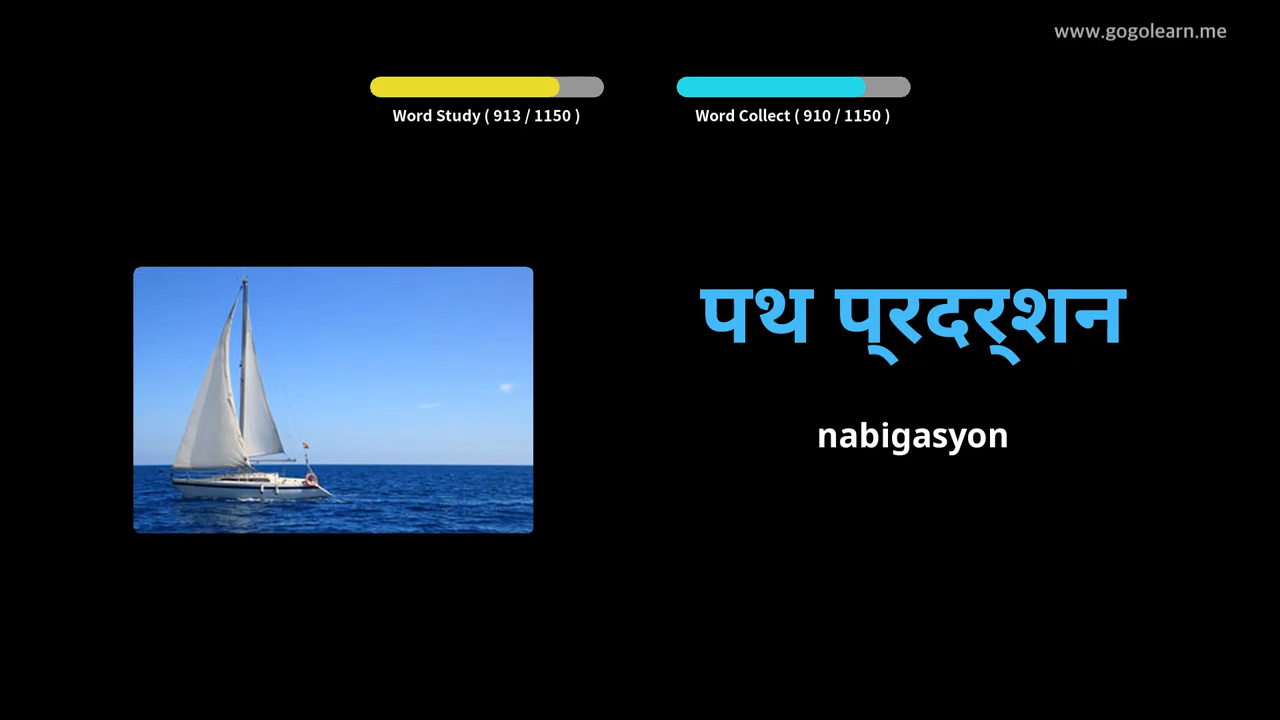 www.gogolearn.me
Word Study ( 913 / 1150 )
Word Collect ( 910 / 1150 )
पथ प्रदर्शन
nabigasyon